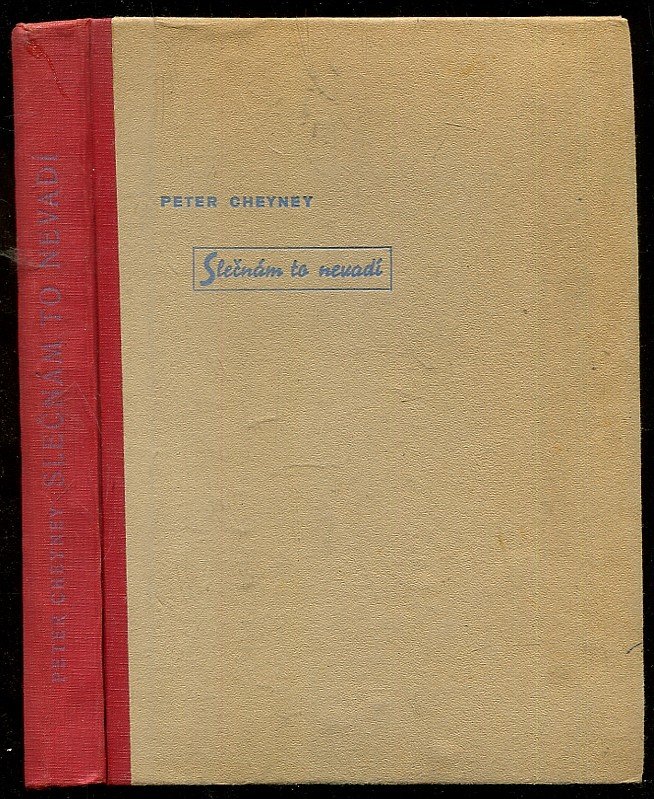 PETER CHEYNEY
Slečnám to nevadí
PETER CHEYNEY SLEČNÁM TO NEVADÍ